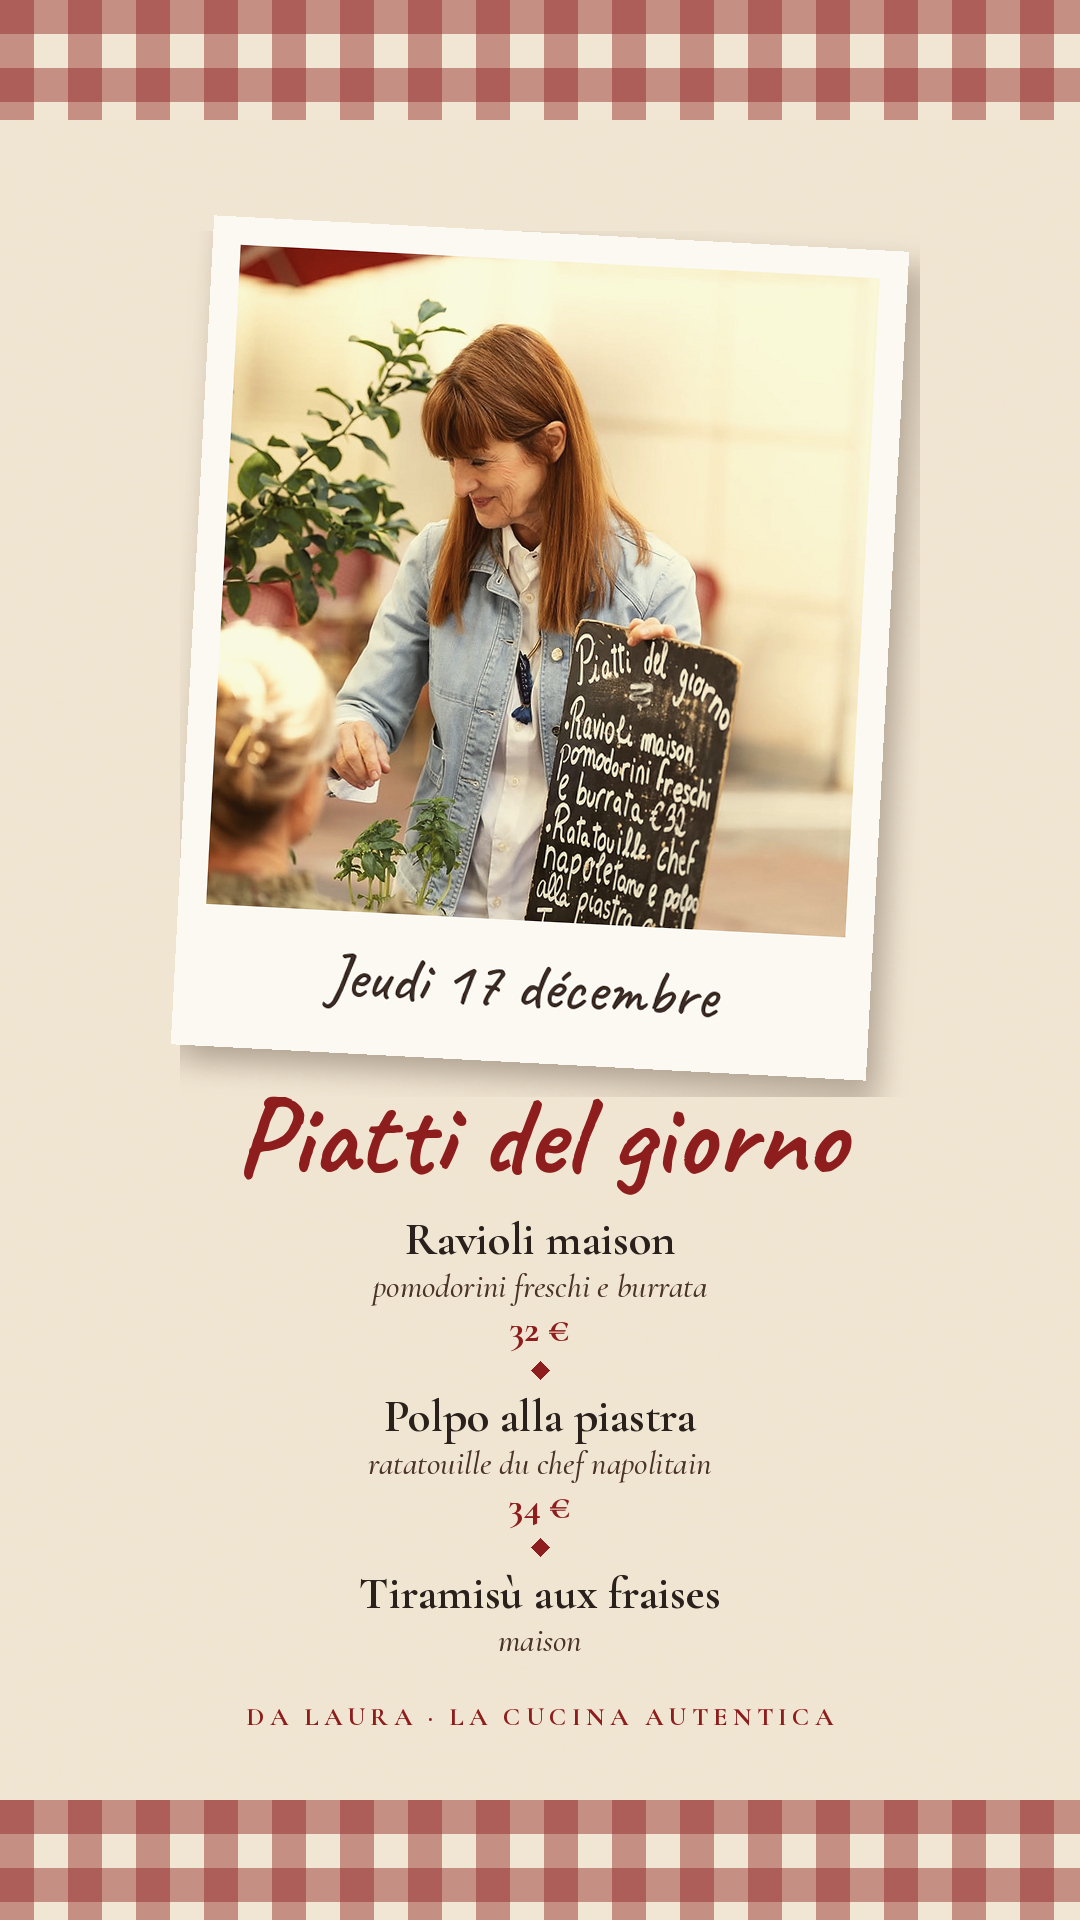 Piatti del giorno
•Ravioli maison
pomodorini freschi
e burrata €32
•Ratatouille chef
napoletano e polpo
alla piastra
Jeudi 17 décembre
Piatti del giorno
Ravioli maison
pomodorini freschi e burrata
32 €
Polpo alla piastra
ratatouille du chef napolitain
34 €
Tiramisù aux fraises
maison
DA LAURA · LA CUCINA AUTENTICA